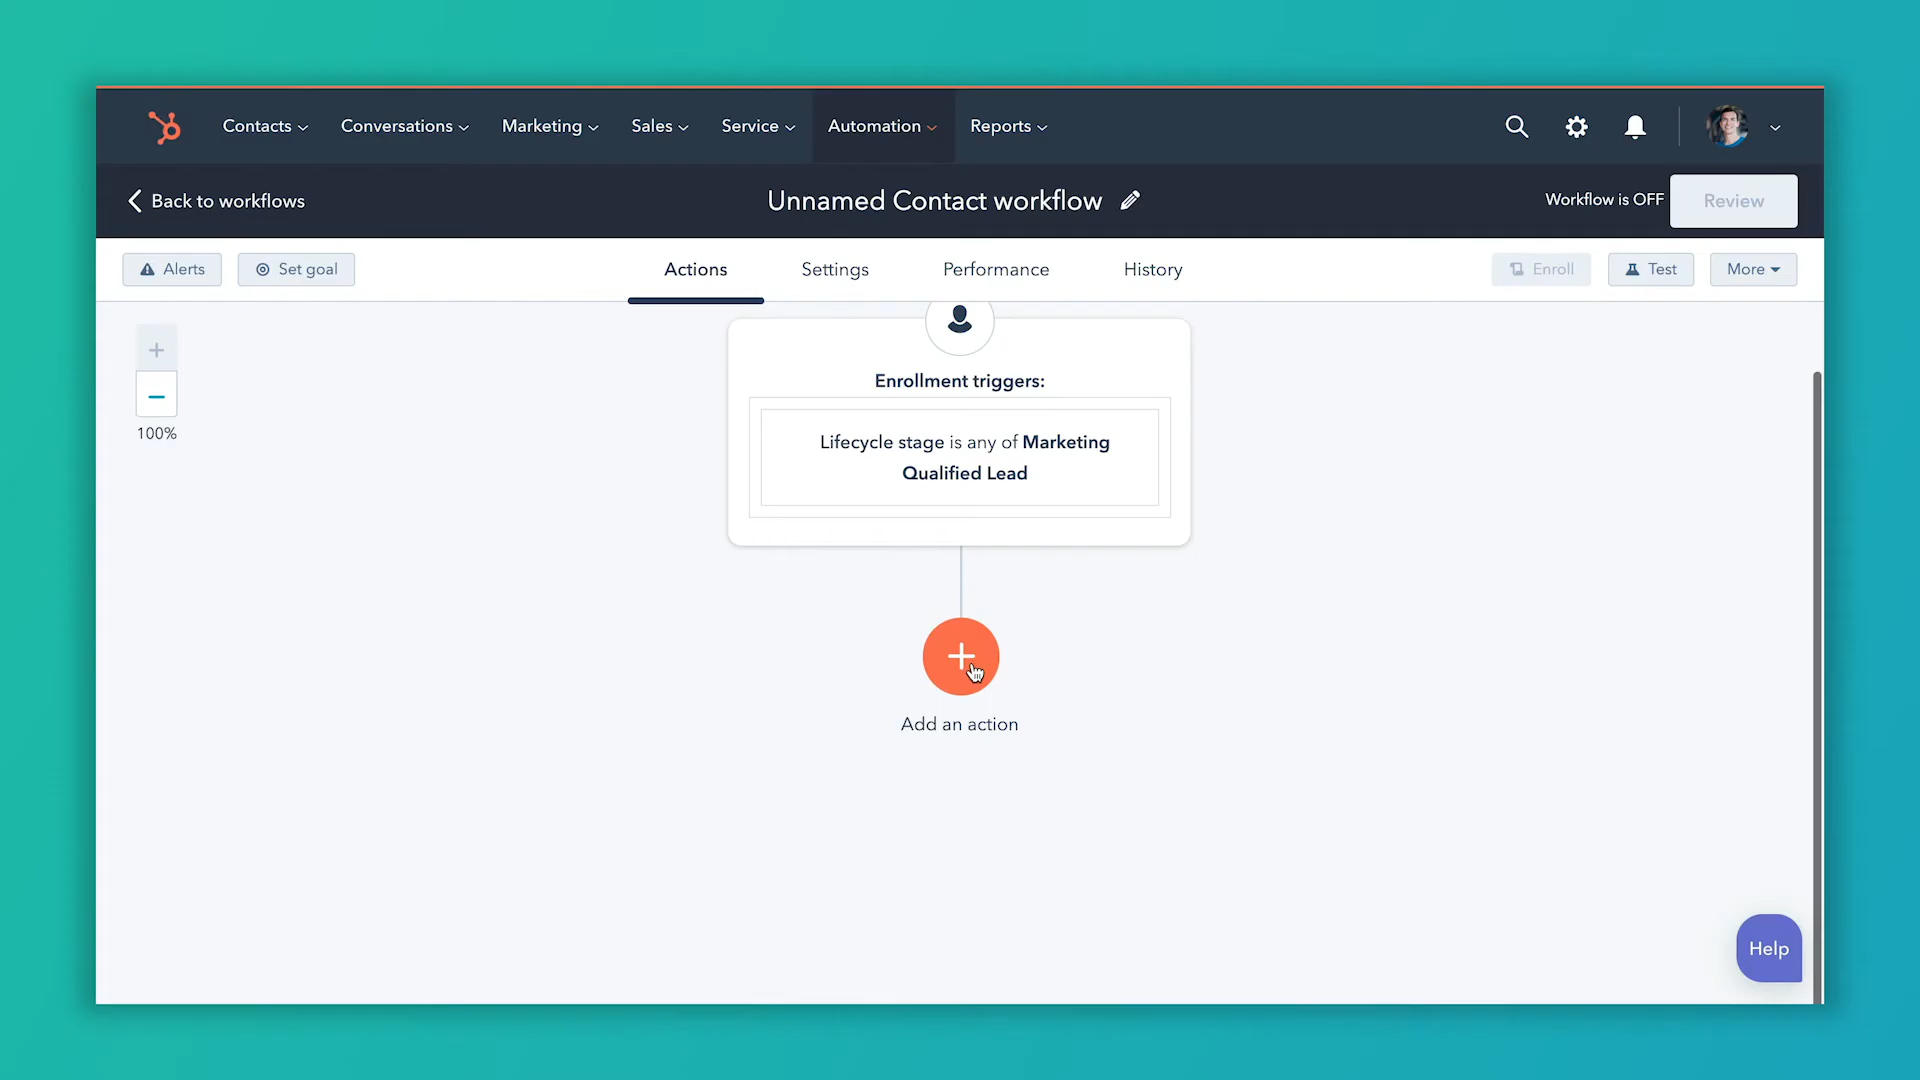 Contacts
Conversations
Marketing
Sales
Service
Automation
Reports
Back to workflows
Unnamed Contact workflow
Workflow is OFF
Review
Alerts
Set goal
Actions
Settings
Performance
History
Enroll
Test
More
100%
Enrollment triggers:
Lifecycle stage is any of Marketing
Qualified Lead
Add an action
Help